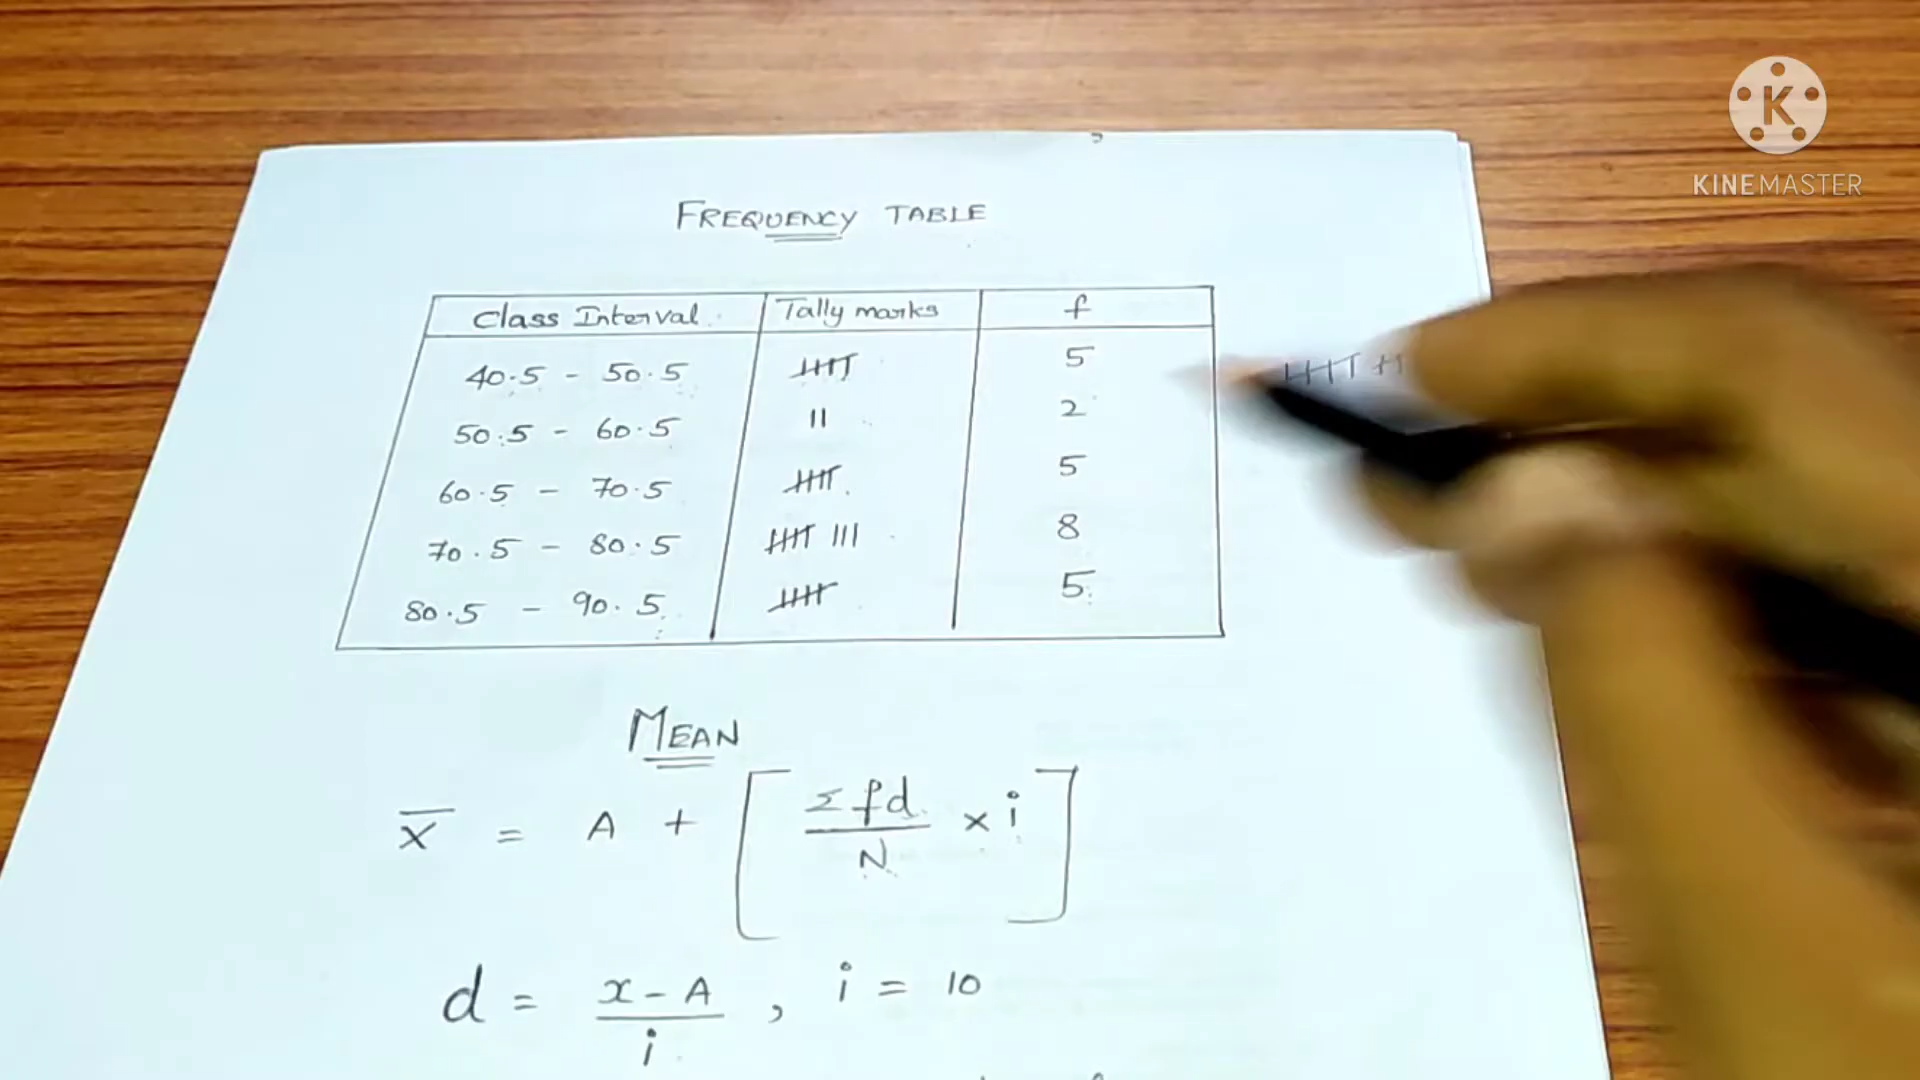 KINEMASTER
FREQUENCY TABLE
Class Interval Tally marks f
40.5 - 50.5 5
50.5 - 60.5 || 2
60.5 - 70.5 5
70.5 - 80.5 ||| 8
80.5 - 90.5 5
MEAN
x̄ = A + [ Σfd / N × i ]
d = x - A / i , i = 10